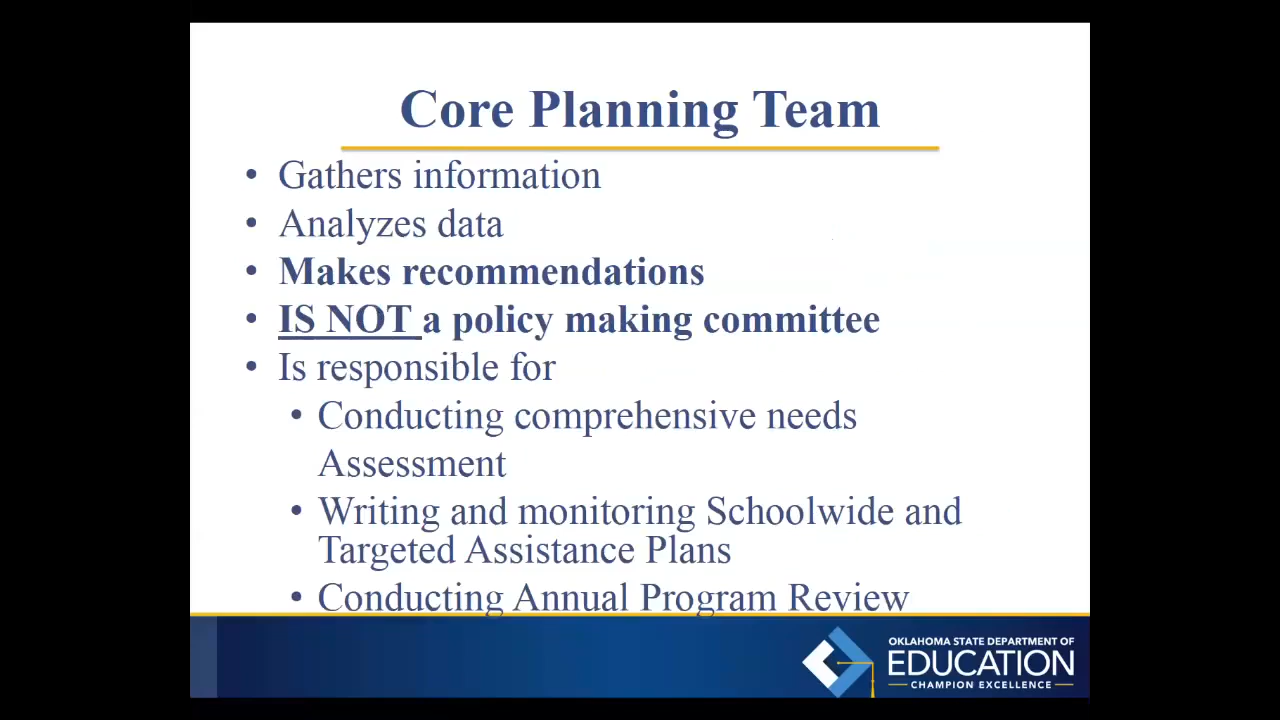 Core Planning Team
• Gathers information
• Analyzes data
• Makes recommendations
• IS NOT a policy making committee
• Is responsible for
• Conducting comprehensive needs
Assessment
• Writing and monitoring Schoolwide and
Targeted Assistance Plans
• Conducting Annual Program Review
OKLAHOMA STATE DEPARTMENT OF
EDUCATION
CHAMPION EXCELLENCE